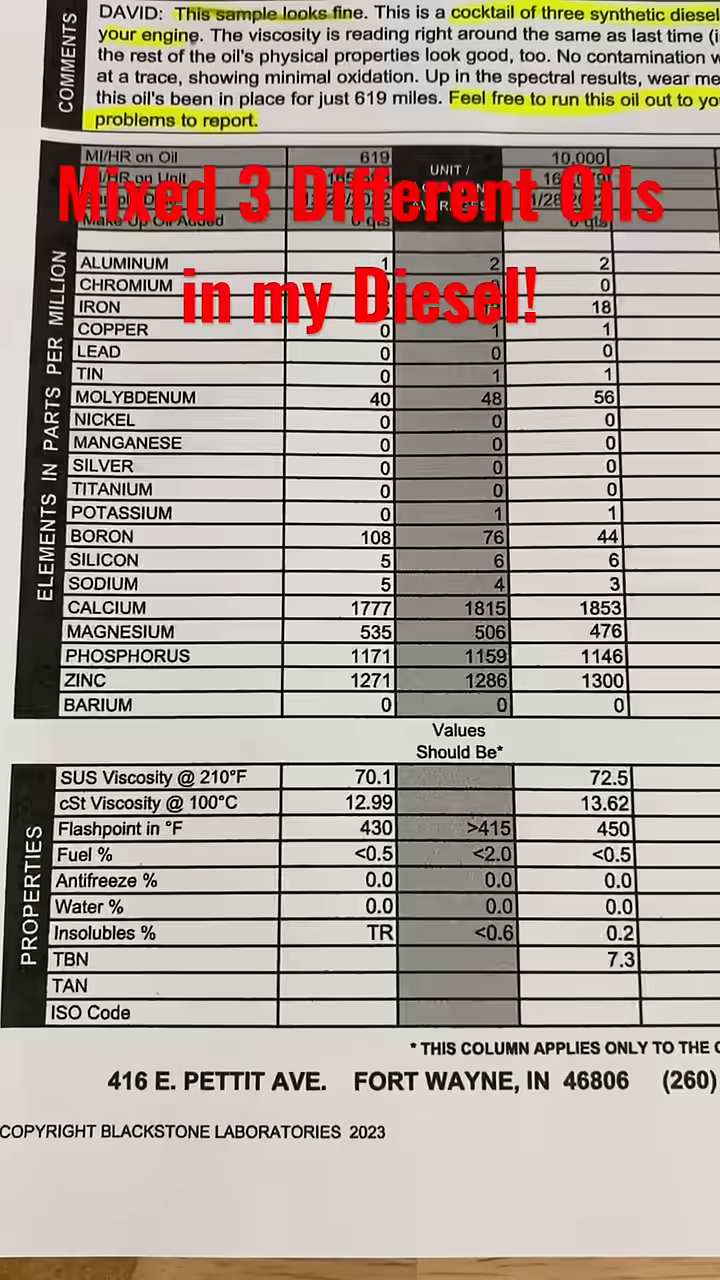 COMMENTS
DAVID: This sample looks fine. This is a cocktail of three synthetic diesel
your engine. The viscosity is reading right around the same as last time (i
the rest of the oil's physical properties look good, too. No contamination w
at a trace, showing minimal oxidation. Up in the spectral results, wear me
this oil's been in place for just 619 miles. Feel free to run this oil out to yo
problems to report.
MI/HR on Oil 619 UNIT / 10,000
MI/HR on Unit
Make Up Oil Added 0 qts 0 qts
Mixed 3 Different Oils
in my Diesel!
ELEMENTS IN PARTS PER MILLION
ALUMINUM 1 2 2
CHROMIUM 0
IRON 18
COPPER 0 1 1
LEAD 0 0 0
TIN 0 1 1
MOLYBDENUM 40 48 56
NICKEL 0 0 0
MANGANESE 0 0 0
SILVER 0 0 0
TITANIUM 0 0 0
POTASSIUM 0 1 1
BORON 108 76 44
SILICON 5 6 6
SODIUM 5 4 3
CALCIUM 1777 1815 1853
MAGNESIUM 535 506 476
PHOSPHORUS 1171 1159 1146
ZINC 1271 1286 1300
BARIUM 0 0 0
Values
Should Be*
PROPERTIES
SUS Viscosity @ 210°F 70.1 72.5
cSt Viscosity @ 100°C 12.99 13.62
Flashpoint in °F 430 >415 450
Fuel % <0.5 <2.0 <0.5
Antifreeze % 0.0 0.0 0.0
Water % 0.0 0.0 0.0
Insolubles % TR <0.6 0.2
TBN 7.3
TAN
ISO Code
* THIS COLUMN APPLIES ONLY TO THE C
416 E. PETTIT AVE. FORT WAYNE, IN 46806 (260)
COPYRIGHT BLACKSTONE LABORATORIES 2023